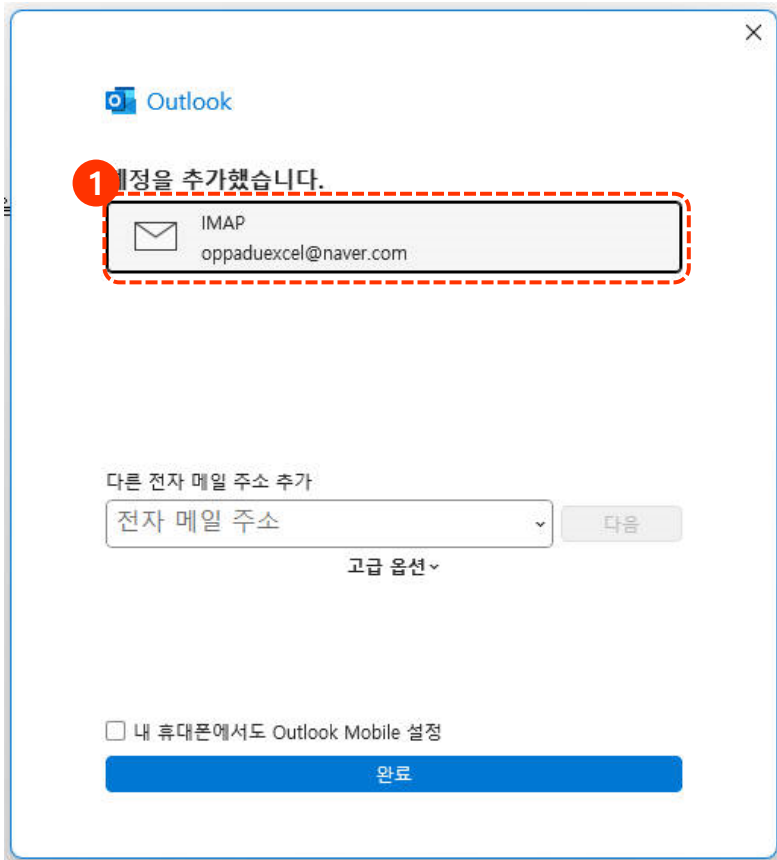 Outlook
1
계정을 추가했습니다.
IMAP
oppaduexcel@naver.com
다른 전자 메일 주소 추가
전자 메일 주소
다음
고급 옵션
내 휴대폰에서도 Outlook Mobile 설정
완료